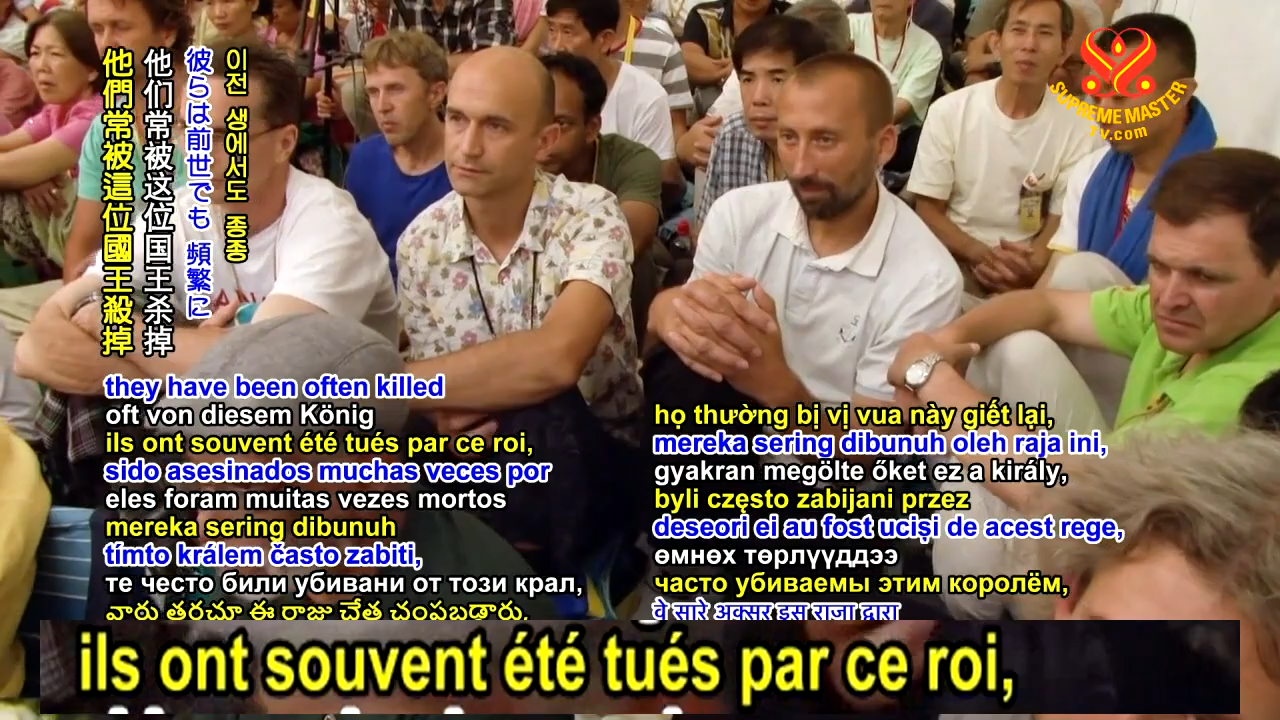 他們常被這位國王殺掉
他们常被这位国王杀掉
彼らは前世でも 頻繁に
이전 생에서도 종종
SUPREME MASTER
TV.com
they have been often killed
oft von diesem König
ils ont souvent été tués par ce roi,
sido asesinados muchas veces por
eles foram muitas vezes mortos
mereka sering dibunuh
tímto králem často zabiti,
те често били убивани от този крал,
వారు తరచూ ఈ రాజు చేత చంపబడ్డారు,
họ thường bị vị vua này giết lại,
mereka sering dibunuh oleh raja ini,
gyakran megölte őket ez a király,
byli często zabijani przez
deseori ei au fost uciși de acest rege,
өмнөх төрлүүддээ
часто убиваемы этим королём,
वे सारे अक्सर इस राजा द्वारा
ils ont souvent été tués par ce roi,